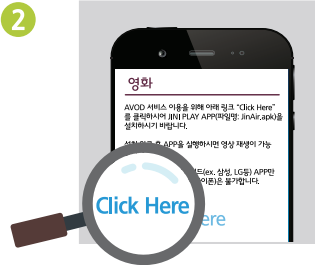 2
영화
AVOD 서비스 이용을 위해 아래 링크 “Click Here”
를 클릭하시어 JINI PLAY APP(파일명: JinAir.apk)을
설치하시기 바랍니다.
후 APP을 실행하시면 영상 재생이 가능
(ex. 삼성, LG등) APP만
불가합니다.
Click Here
ere